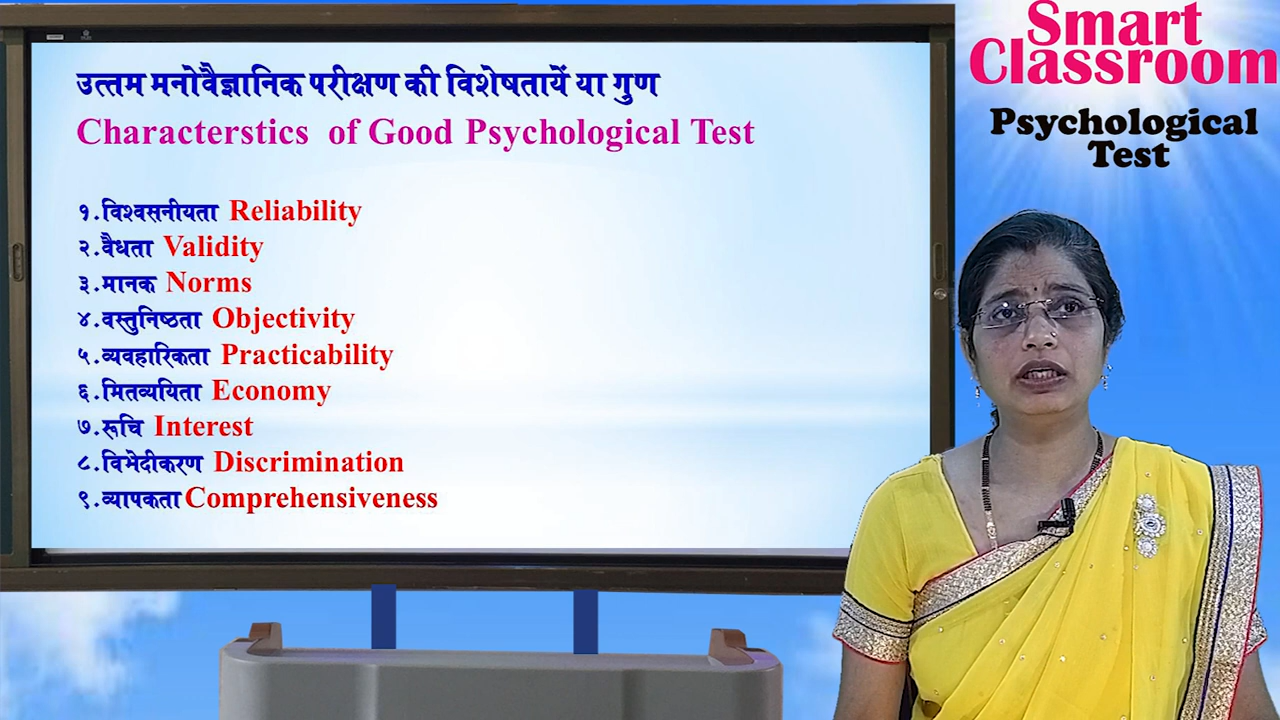 उत्तम मनोवैज्ञानिक परीक्षण की विशेषतायें या गुण
Characterstics of Good Psychological Test
१.विश्वसनीयता Reliability
२.वैधता Validity
३.मानक Norms
४.वस्तुनिष्ठता Objectivity
५.व्यवहारिकता Practicability
६.मितव्ययिता Economy
७.रूचि Interest
८.विभेदीकरण Discrimination
९.व्यापकता Comprehensiveness
Smart
Classroom
Psychological
Test